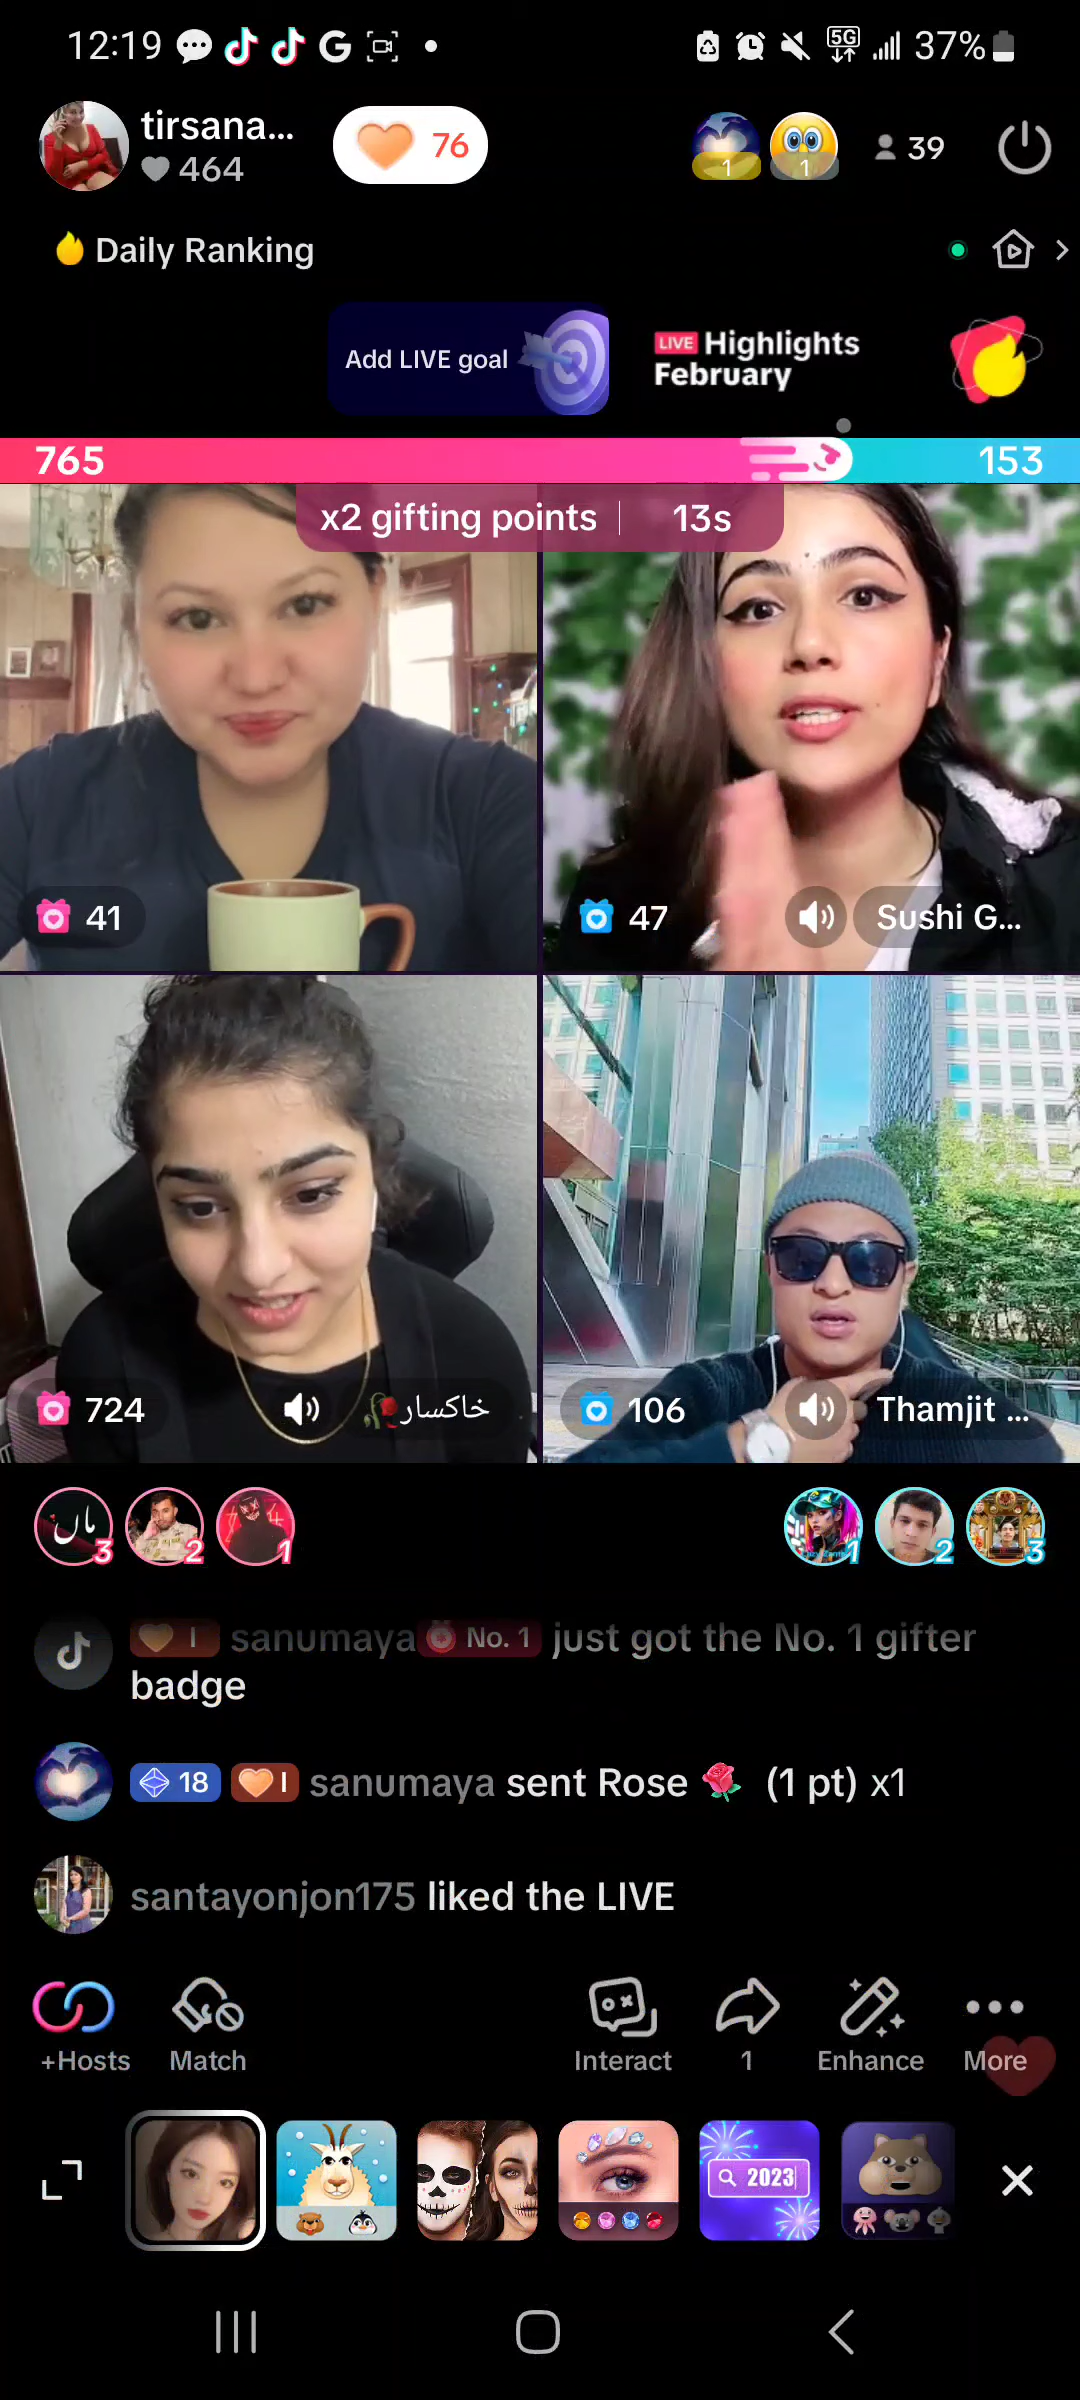 12:19 G 5G 37%
tirsana...
464
76
1
1
39
Daily Ranking
Add LIVE goal
LIVE Highlights
February
765
153
x2 gifting points | 13s
41
47
Sushi G...
724
خاکسار🥀
106
Thamjit ...
ماں
3
2
1
1
2
3
I sanumaya No. 1 just got the No. 1 gifter
badge
18 I sanumaya sent Rose 🌹 (1 pt) x1
santayonjon175 liked the LIVE
+Hosts
Match
Interact
1
Enhance
More
2023